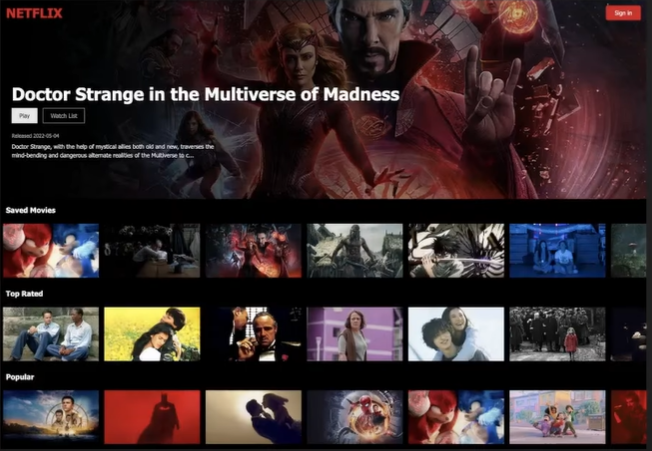 NETFLIX
Sign In
Doctor Strange in the Multiverse of Madness
Play
Watch List
Released 2022-05-04
Doctor Strange, with the help of mystical allies both old and new, traverses the
mind-bending and dangerous alternate realities of the Multiverse to c...
Saved Movies
Top Rated
Popular